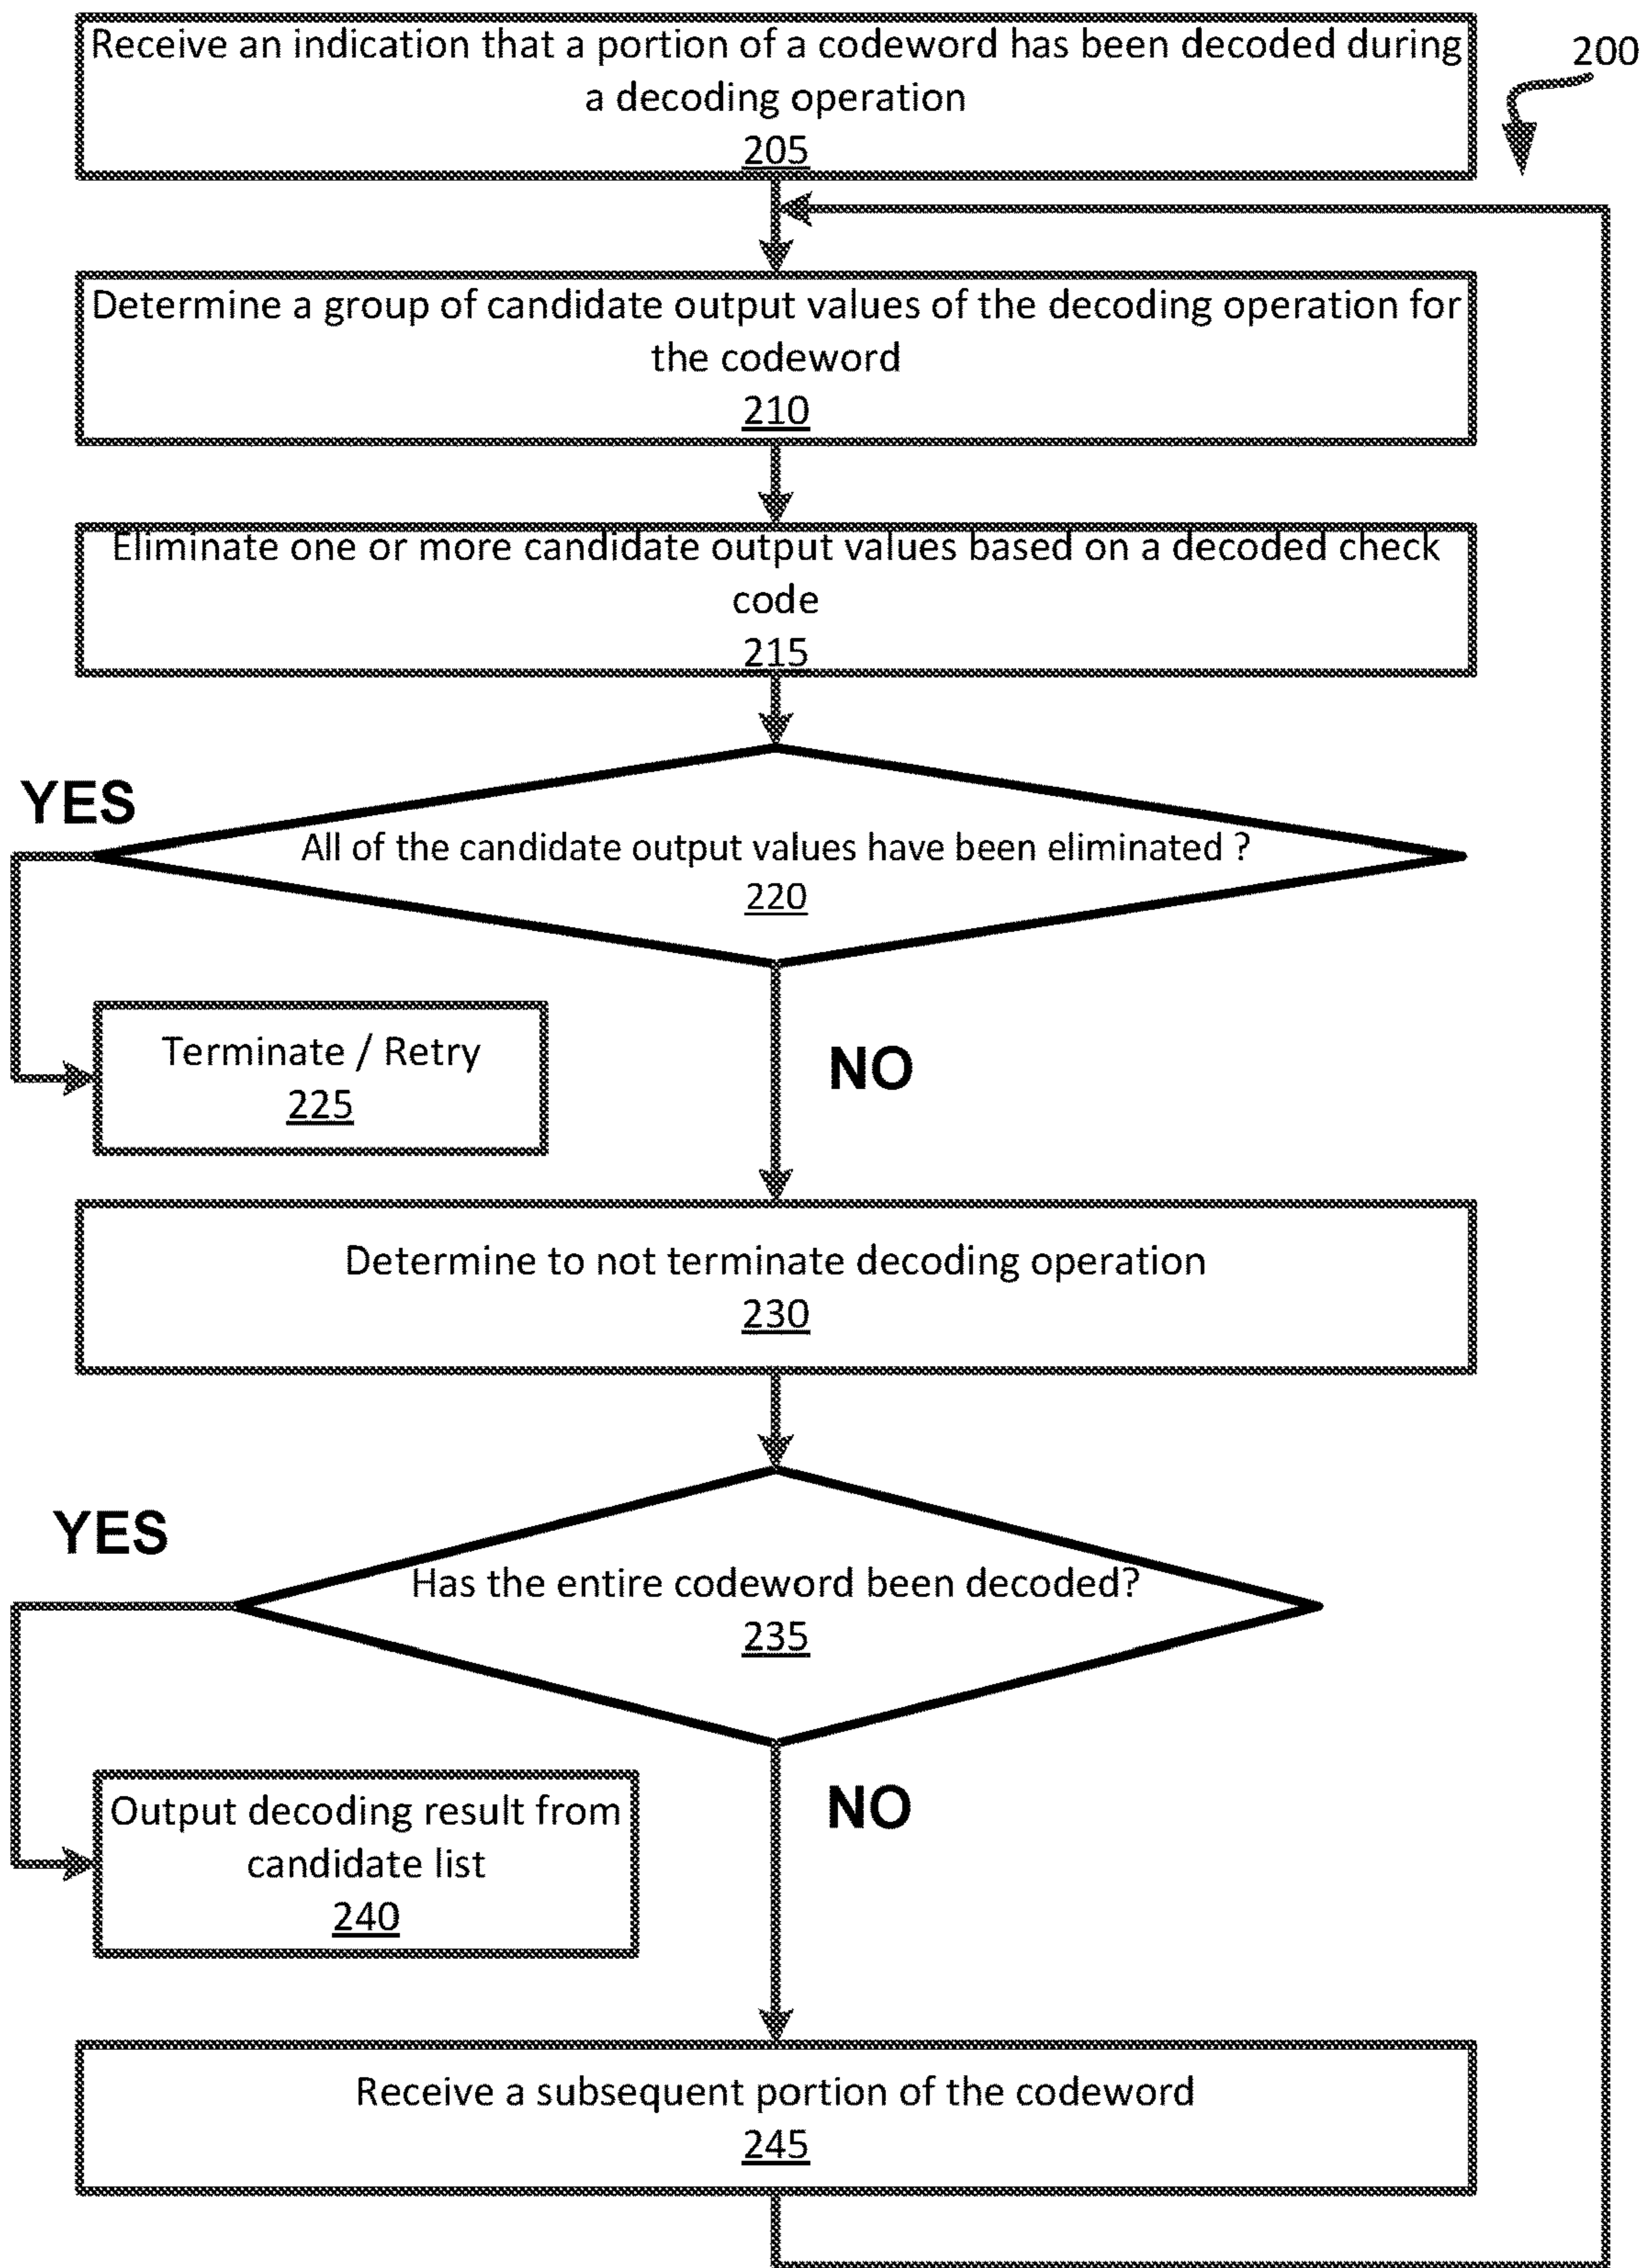 Receive an indication that a portion of a codeword has been decoded during
a decoding operation
205
200
Determine a group of candidate output values of the decoding operation for
the codeword
210
Eliminate one or more candidate output values based on a decoded check
code
215
YES
All of the candidate output values have been eliminated ?
220
Terminate / Retry
225
NO
Determine to not terminate decoding operation
230
YES
Has the entire codeword been decoded?
235
Output decoding result from
candidate list
240
NO
Receive a subsequent portion of the codeword
245